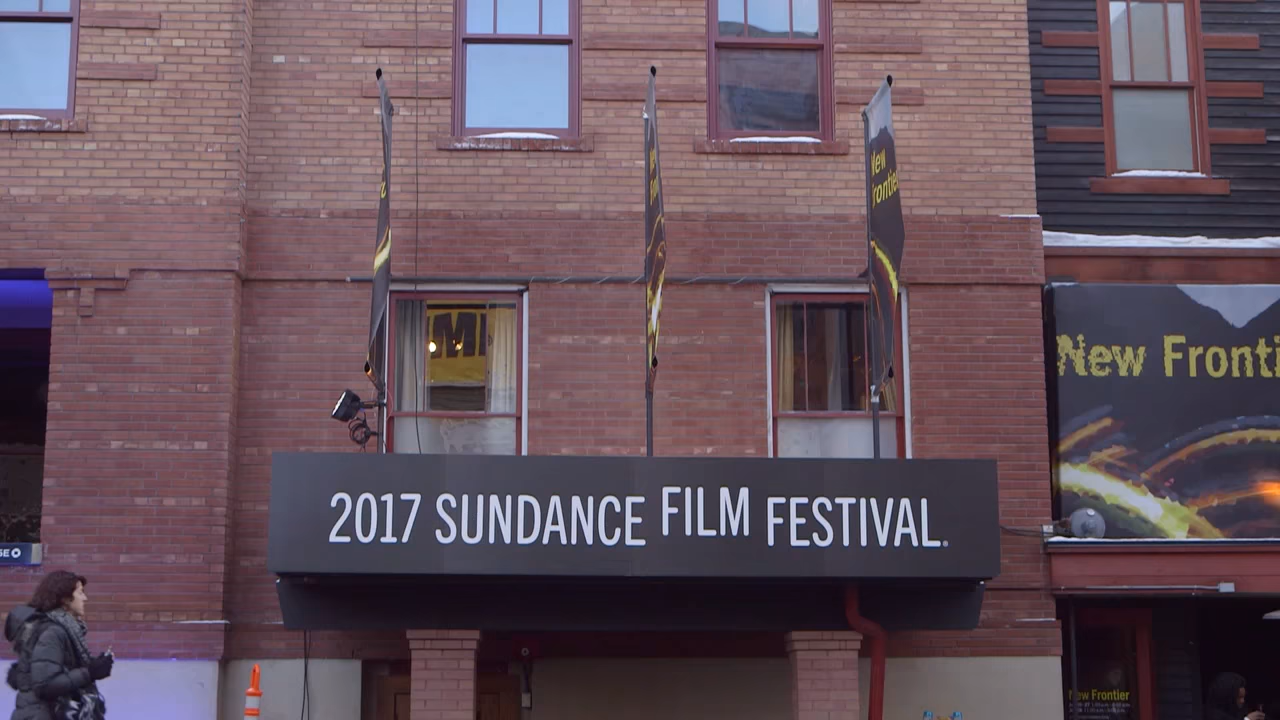 New
Frontier
New Fronti
2017 SUNDANCE FILM FESTIVAL.
New Frontier